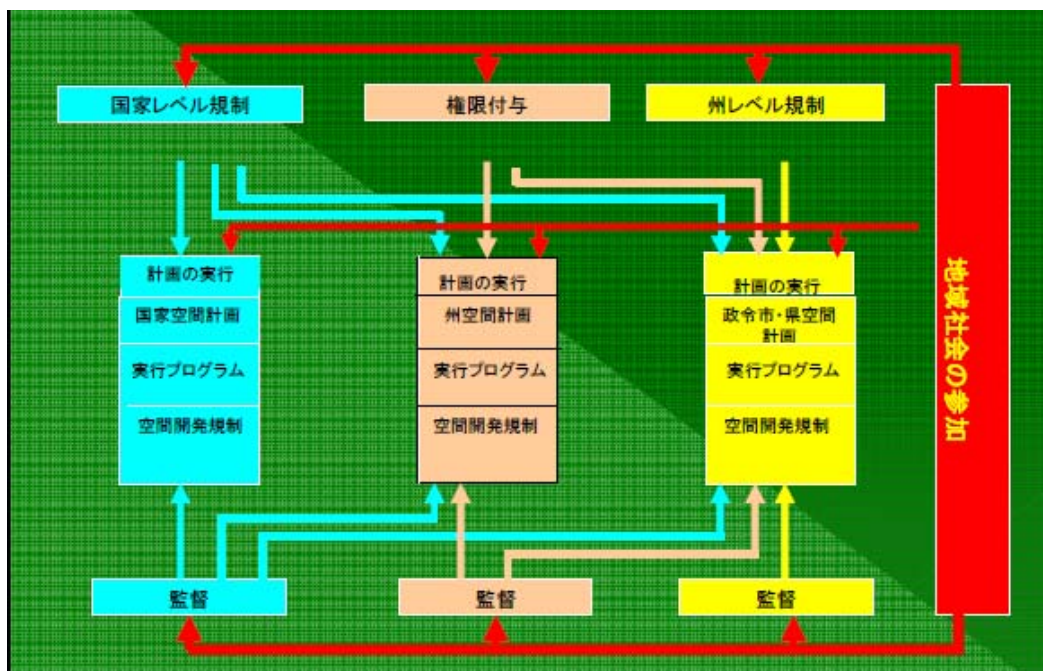 国家レベル規制
権限付与
州レベル規制
計画の実行
国家空間計画
実行プログラム
空間開発規制
計画の実行
州空間計画
実行プログラム
空間開発規制
計画の実行
政令市・県空間
計画
実行プログラム
空間開発規制
地域社会の参加
監督
監督
監督